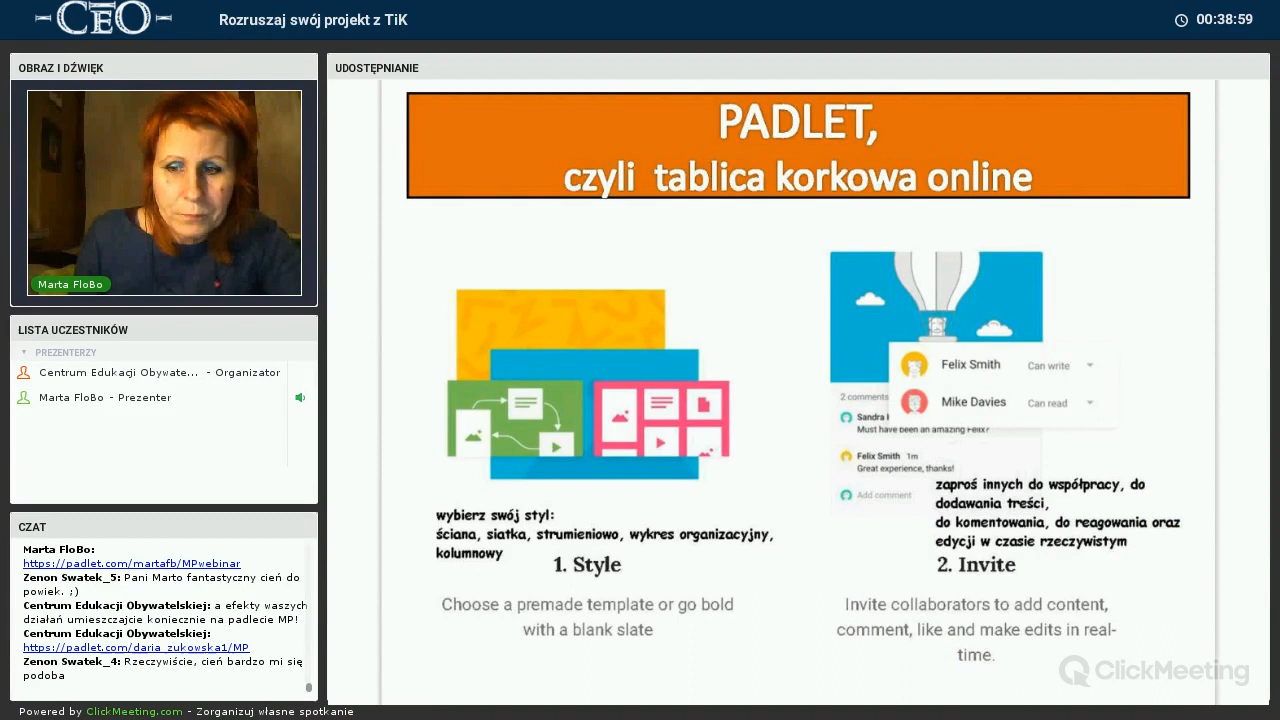 CEO
Rozruszaj swój projekt z TiK
00:38:59
OBRAZ I DŹWIĘK
Marta FloBo
LISTA UCZESTNIKÓW
PREZENTERZY
Centrum Edukacji Obywate... - Organizator
Marta FloBo - Prezenter
CZAT
Marta FloBo:
https://padlet.com/martafb/MPwebinar
Zenon Swatek_5: Pani Marto fantastyczny cień do
powiek. ;)
Centrum Edukacji Obywatelskiej: a efekty waszych
działań umieszczajcie koniecznie na padlecie MP!
Centrum Edukacji Obywatelskiej:
https://padlet.com/daria_zukowska1/MP
Zenon Swatek_4: Rzeczywiście, cień bardzo mi się
podoba
UDOSTĘPNIANIE
PADLET,
czyli tablica korkowa online
wybierz swój styl:
ściana, siatka, strumieniowo, wykres organizacyjny,
kolumnowy
1. Style
Choose a premade template or go bold
with a blank slate
Felix Smith Can write
Mike Davies Can read
2 comments
Sandra
Must have been an amazing Felix?
Felix Smith 1m
Great experience, thanks!
Add comment
zaproś innych do współpracy, do
dodawania treści,
do komentowania, do reagowania oraz
edycji w czasie rzeczywistym
2. Invite
Invite collaborators to add content,
comment, like and make edits in real-
time.
ClickMeeting
Powered by ClickMeeting.com - Zorganizuj własne spotkanie